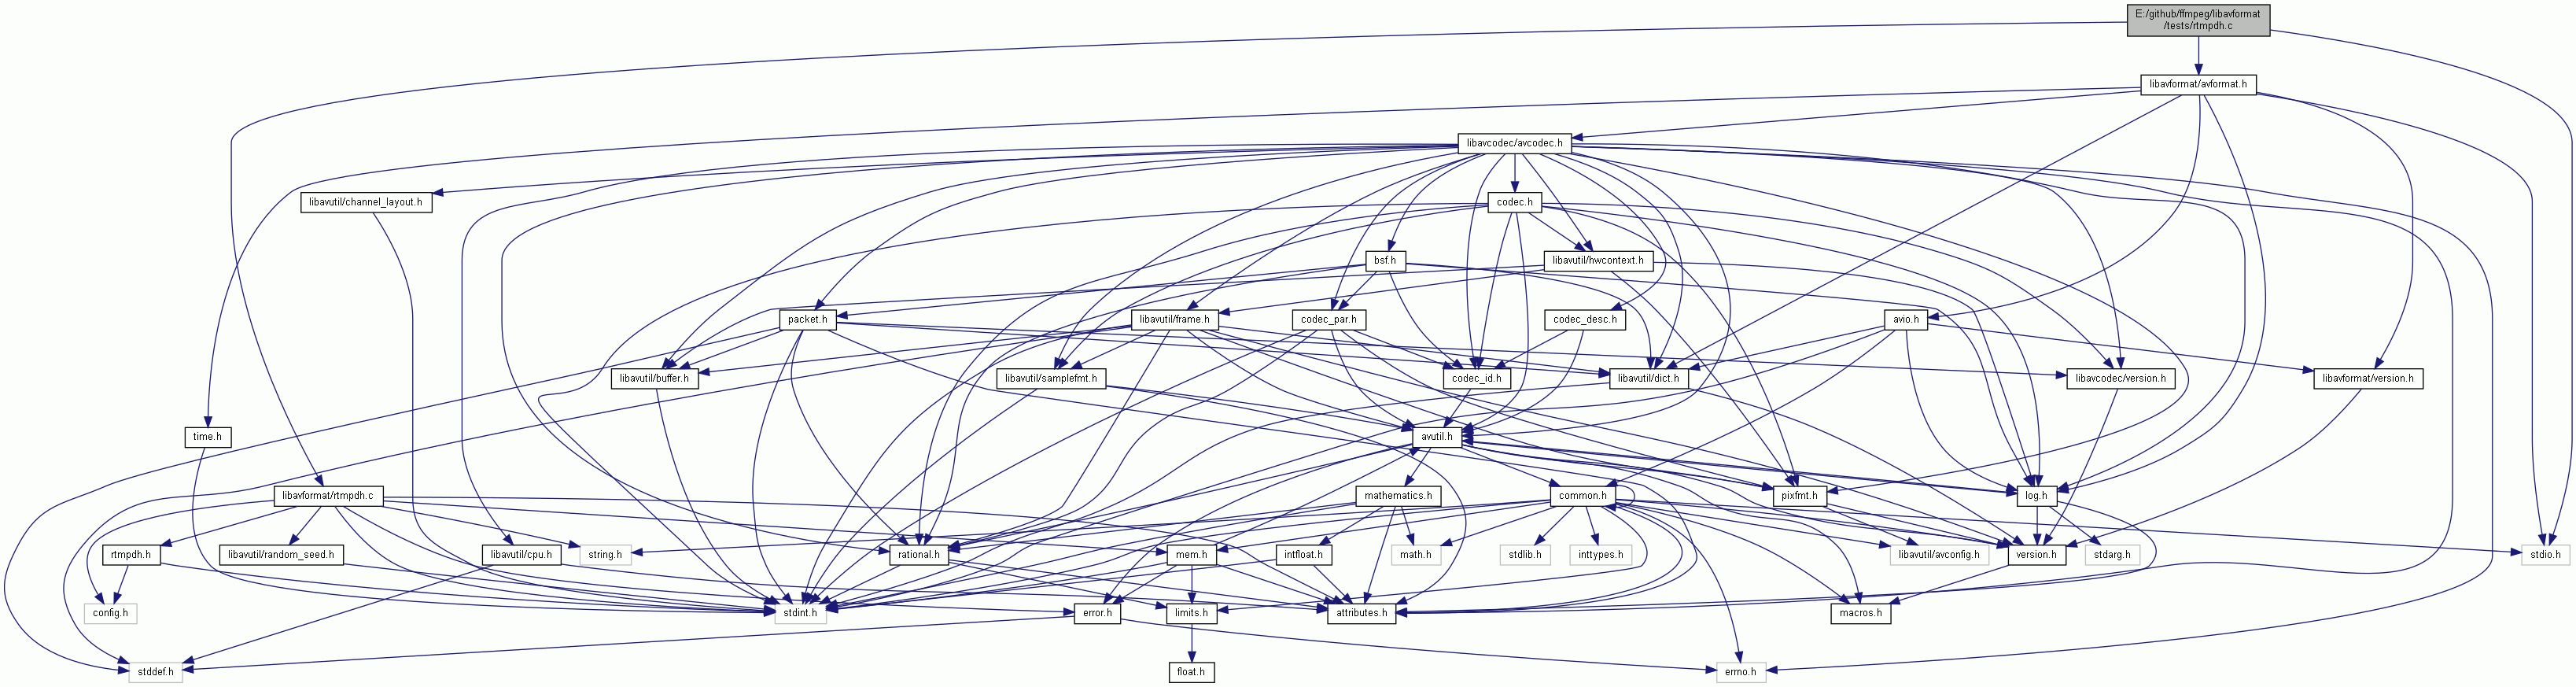 E:/github/ffmpeg/libavformat
/tests/rtmpdh.c
libavformat/avformat.h
libavcodec/avcodec.h
libavutil/channel_layout.h
codec.h
bsf.h
libavutil/hwcontext.h
packet.h
libavutil/frame.h
codec_par.h
codec_desc.h
avio.h
libavutil/buffer.h
libavutil/samplefmt.h
codec_id.h
libavutil/dict.h
libavcodec/version.h
libavformat/version.h
time.h
avutil.h
libavformat/rtmpdh.c
mathematics.h
common.h
pixfmt.h
log.h
rtmpdh.h
libavutil/random_seed.h
libavutil/cpu.h
string.h
rational.h
mem.h
intfloat.h
math.h
stdlib.h
inttypes.h
libavutil/avconfig.h
version.h
stdarg.h
stdio.h
config.h
stdint.h
error.h
limits.h
attributes.h
macros.h
stddef.h
float.h
errno.h